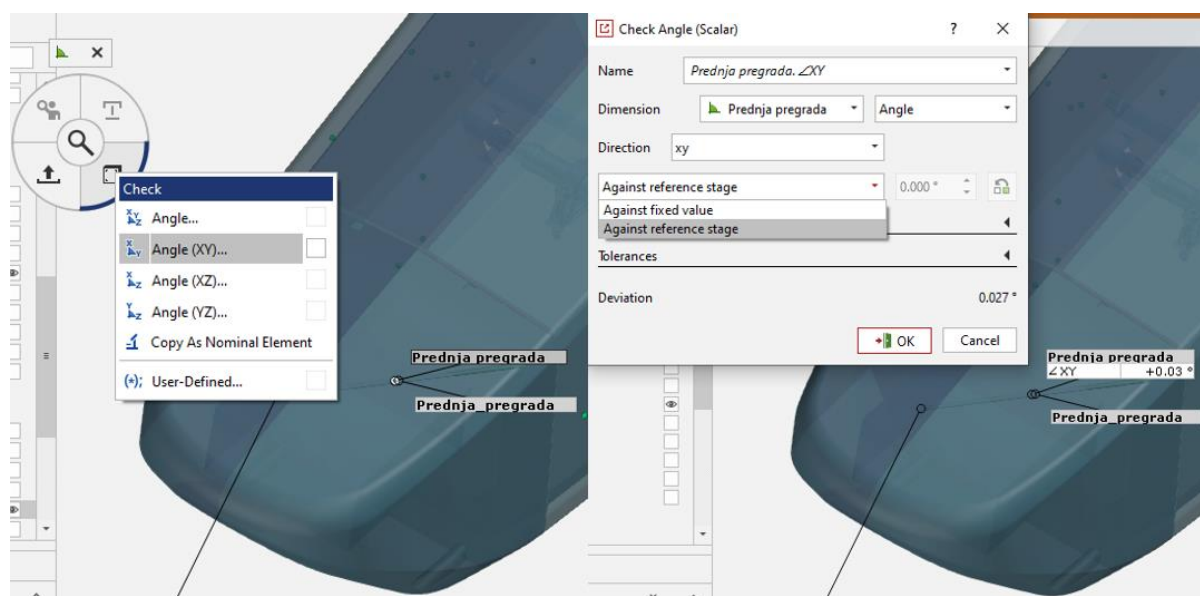 Check
Angle...
Angle (XY)...
Angle (XZ)...
Angle (YZ)...
Copy As Nominal Element
User-Defined...
Prednja pregrada
Prednja_pregrada
Check Angle (Scalar)
?
Name Prednja pregrada.∠XY
Dimension Prednja pregrada Angle
Direction xy
Against reference stage 0.000 °
Against fixed value
Against reference stage
Tolerances
Deviation 0.027 °
OK Cancel
Prednja pregrada
∠XY +0.03 °
Prednja_pregrada